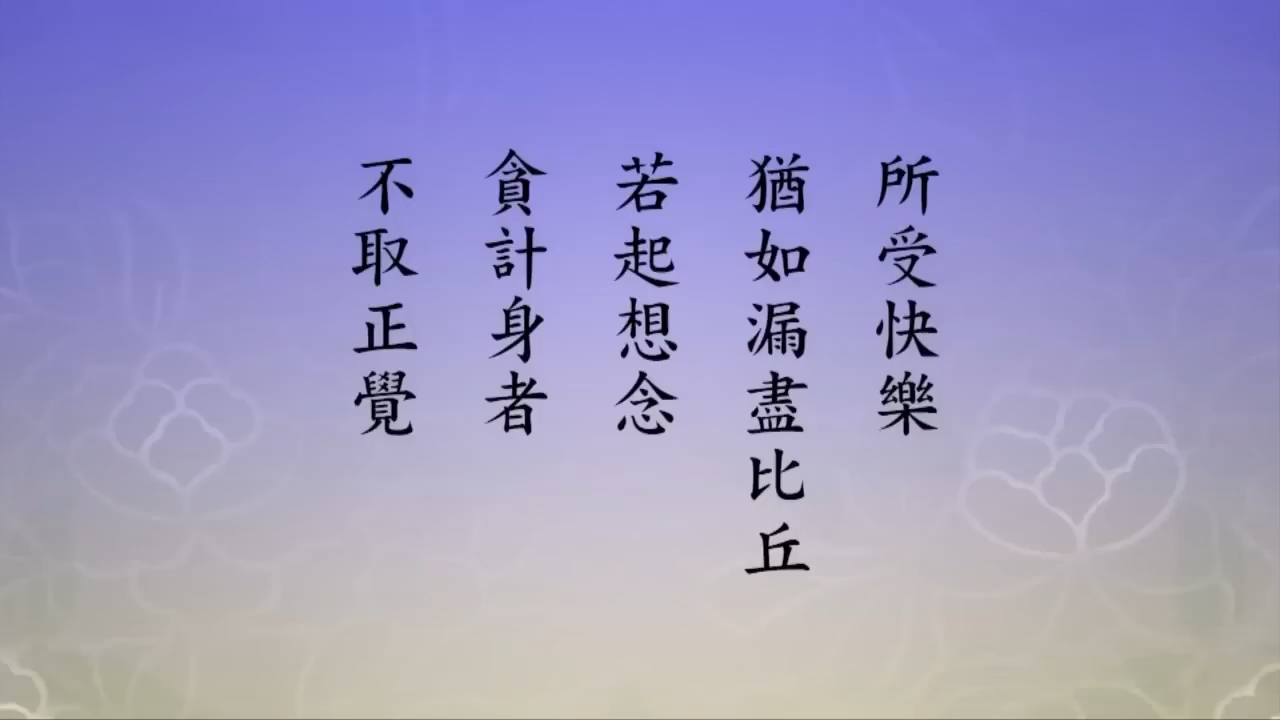 所受快樂
猶如漏盡比丘
若起想念
貪計身者
不取正覺